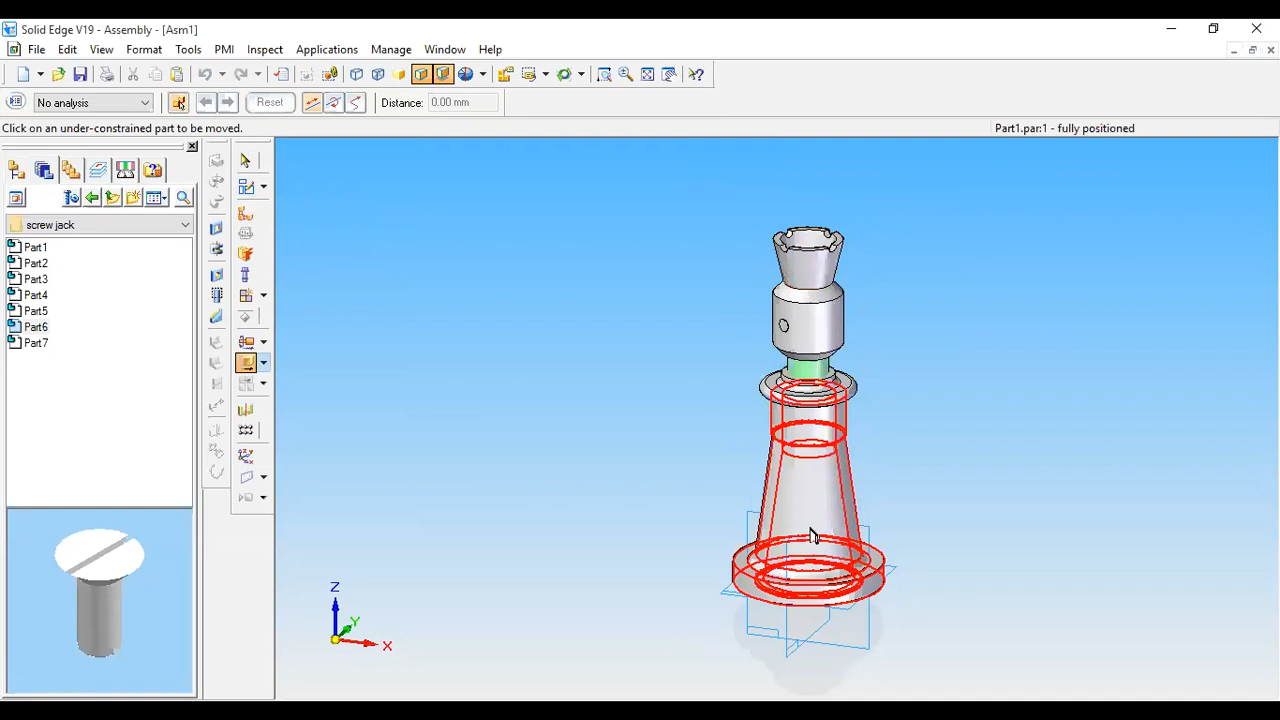 Solid Edge V19 - Assembly - [Asm1]
File Edit View Format Tools PMI Inspect Applications Manage Window Help
No analysis Reset Distance: 0.00 mm
Click on an under-constrained part to be moved. Part1.par:1 - fully positioned
screw jack
Part1
Part2
Part3
Part4
Part5
Part6
Part7
Z
Y
X